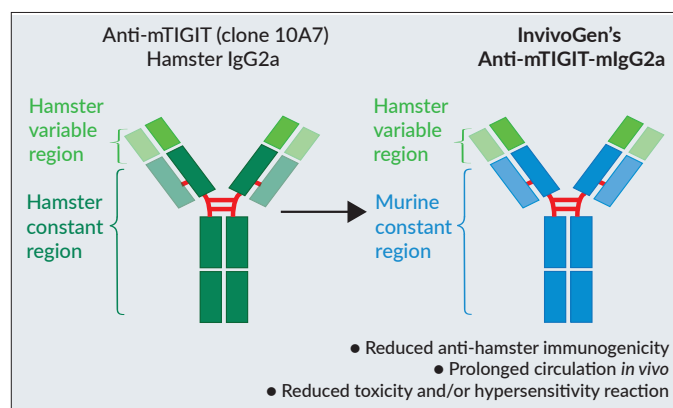 Anti-mTIGIT (clone 10A7)
Hamster IgG2a
Hamster
variable
region
Hamster
constant
region
InvivoGen's
Anti-mTIGIT-mIgG2a
Hamster
variable
region
Murine
constant
region
● Reduced anti-hamster immunogenicity
● Prolonged circulation in vivo
● Reduced toxicity and/or hypersensitivity reaction